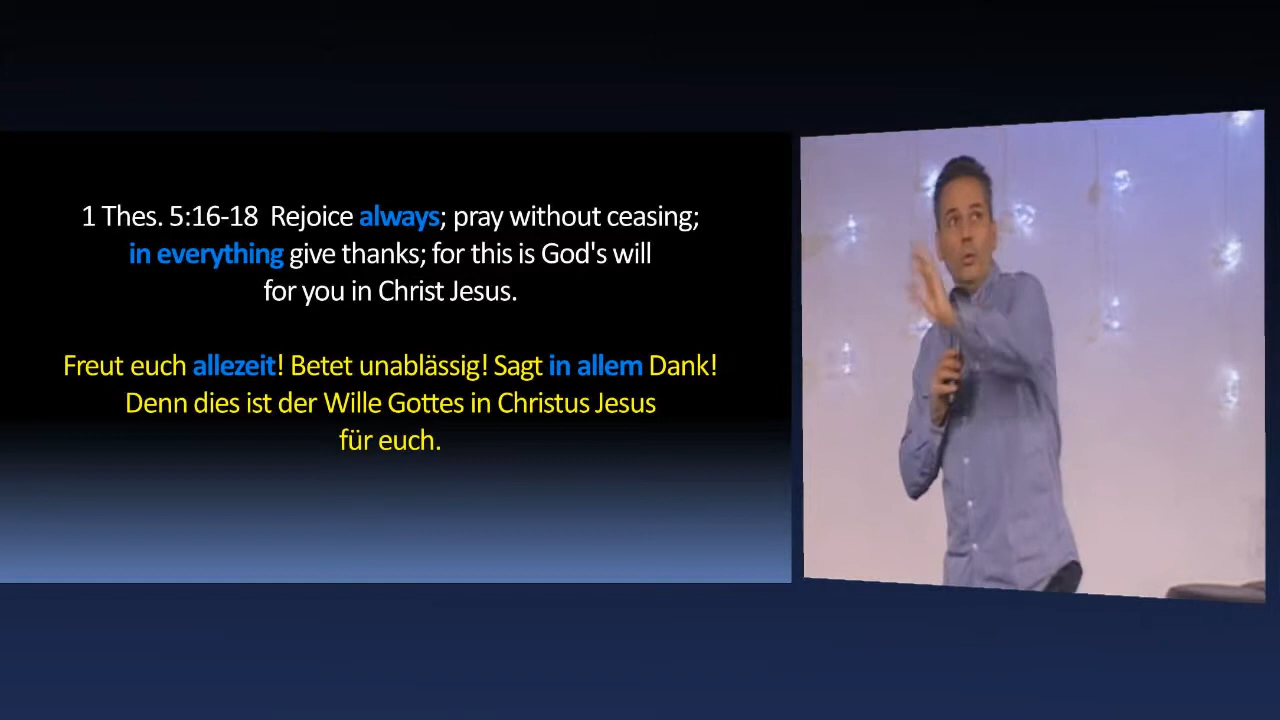 1 Thes. 5:16-18 Rejoice always; pray without ceasing;
in everything give thanks; for this is God's will
for you in Christ Jesus.
Freut euch allezeit! Betet unablässig! Sagt in allem Dank!
Denn dies ist der Wille Gottes in Christus Jesus
für euch.